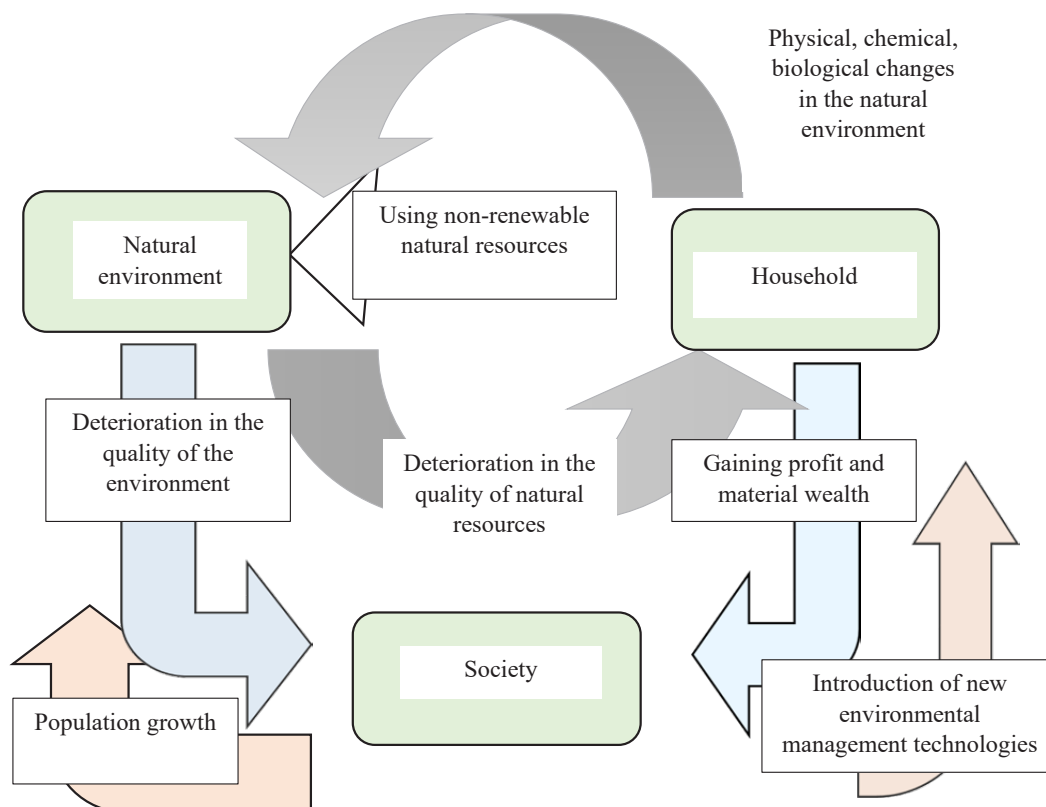 Physical, chemical,
biological changes
in the natural
environment
Using non-renewable
natural resources
Natural
environment
Household
Deterioration in the
quality of the
environment
Deterioration in the
quality of natural
resources
Gaining profit and
material wealth
Society
Population growth
Introduction of new
environmental
management technologies